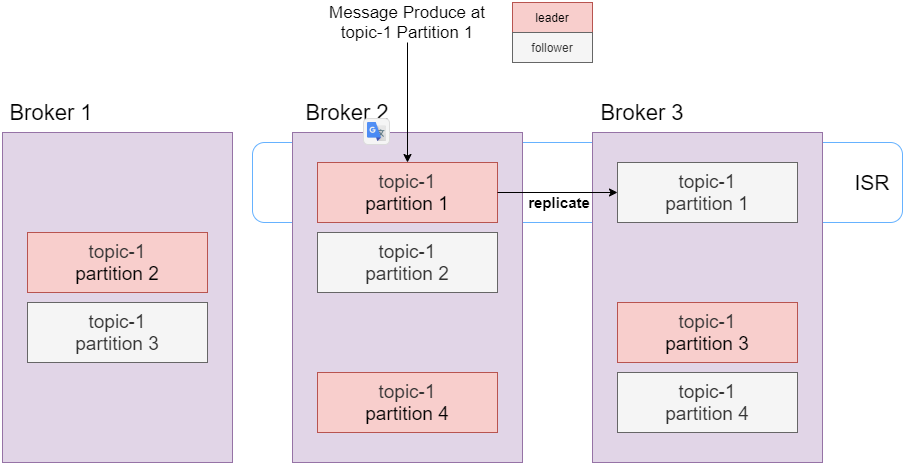 Message Produce at
topic-1 Partition 1
leader
follower
Broker 1
Broker 2
Broker 3
ISR
topic-1
partition 2
topic-1
partition 3
topic-1
partition 1
topic-1
partition 2
topic-1
partition 4
replicate
topic-1
partition 1
topic-1
partition 3
topic-1
partition 4